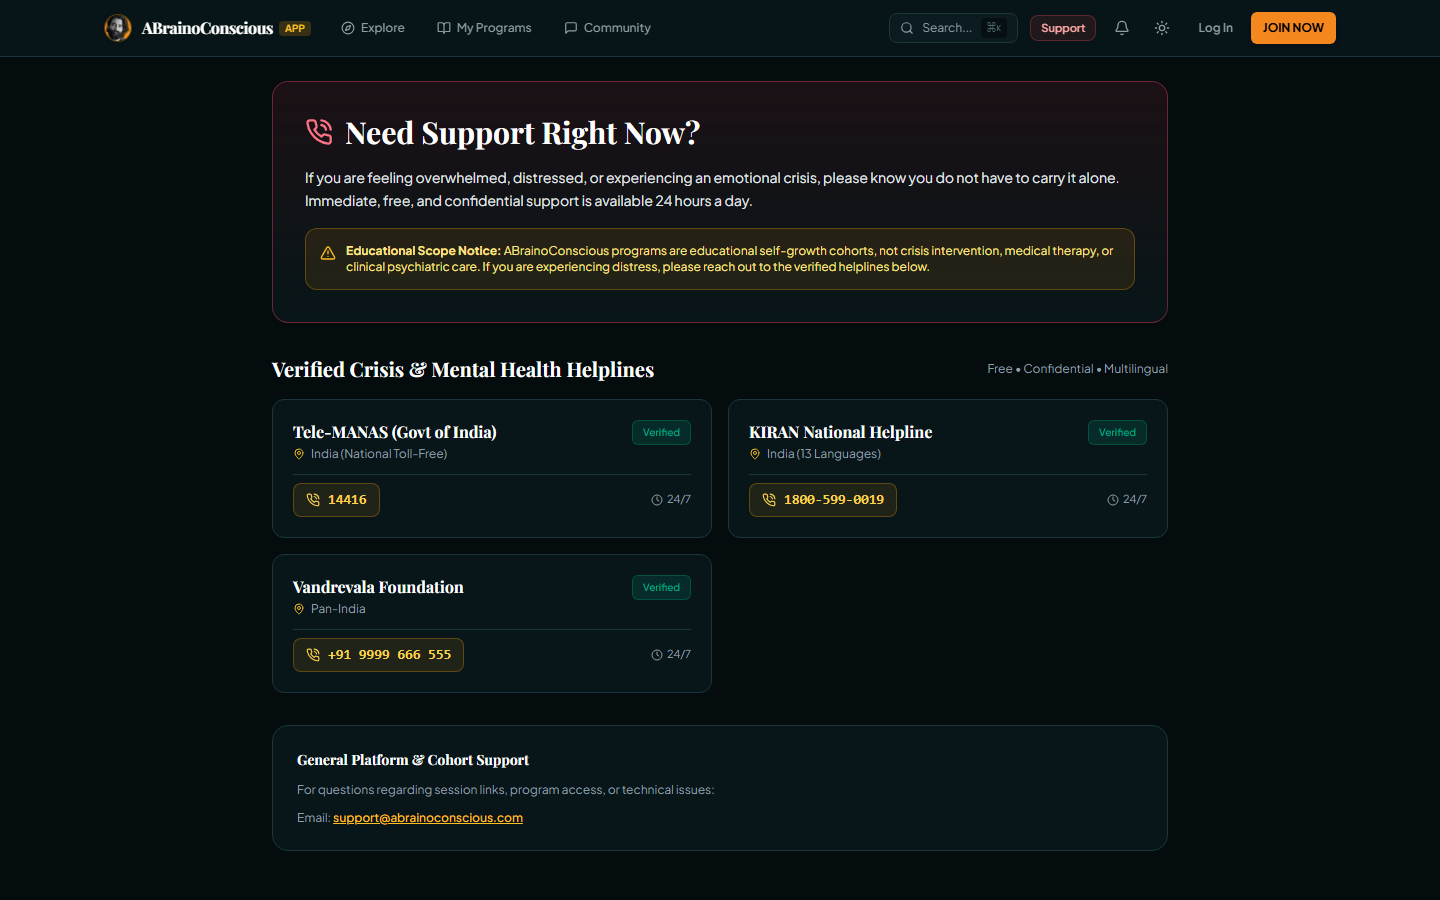 ABrainoConscious APP Explore My Programs Community Search... ⌘K Support Log In JOIN NOW
Need Support Right Now?
If you are feeling overwhelmed, distressed, or experiencing an emotional crisis, please know you do not have to carry it alone.
Immediate, free, and confidential support is available 24 hours a day.
Educational Scope Notice: ABrainoConscious programs are educational self-growth cohorts, not crisis intervention, medical therapy, or
clinical psychiatric care. If you are experiencing distress, please reach out to the verified helplines below.
Verified Crisis & Mental Health Helplines
Free • Confidential • Multilingual
Tele-MANAS (Govt of India)
Verified
India (National Toll-Free)
14416
24/7
KIRAN National Helpline
Verified
India (13 Languages)
1800-599-0019
24/7
Vandrevala Foundation
Verified
Pan-India
+91 9999 666 555
24/7
General Platform & Cohort Support
For questions regarding session links, program access, or technical issues:
Email: support@abrainoconscious.com